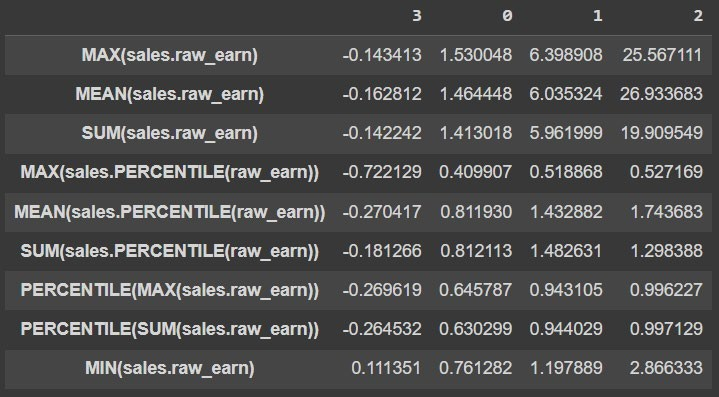 3 0 1 2
MAX(sales.raw_earn) -0.143413 1.530048 6.398908 25.567111
MEAN(sales.raw_earn) -0.162812 1.464448 6.035324 26.933683
SUM(sales.raw_earn) -0.142242 1.413018 5.961999 19.909549
MAX(sales.PERCENTILE(raw_earn)) -0.722129 0.409907 0.518868 0.527169
MEAN(sales.PERCENTILE(raw_earn)) -0.270417 0.811930 1.432882 1.743683
SUM(sales.PERCENTILE(raw_earn)) -0.181266 0.812113 1.482631 1.298388
PERCENTILE(MAX(sales.raw_earn)) -0.269619 0.645787 0.943105 0.996227
PERCENTILE(SUM(sales.raw_earn)) -0.264532 0.630299 0.944029 0.997129
MIN(sales.raw_earn) 0.111351 0.761282 1.197889 2.866333